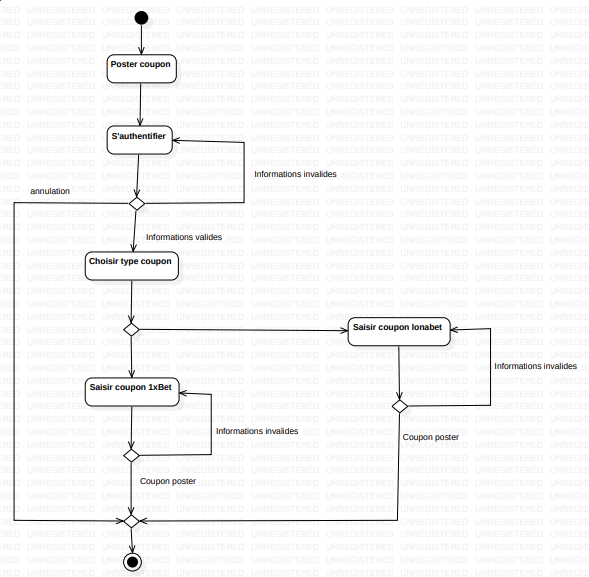 Poster coupon
S'authentifier
Informations invalides
annulation
Informations valides
Choisir type coupon
Saisir coupon lonabet
Informations invalides
Saisir coupon 1xBet
Informations invalides
Coupon poster
Coupon poster